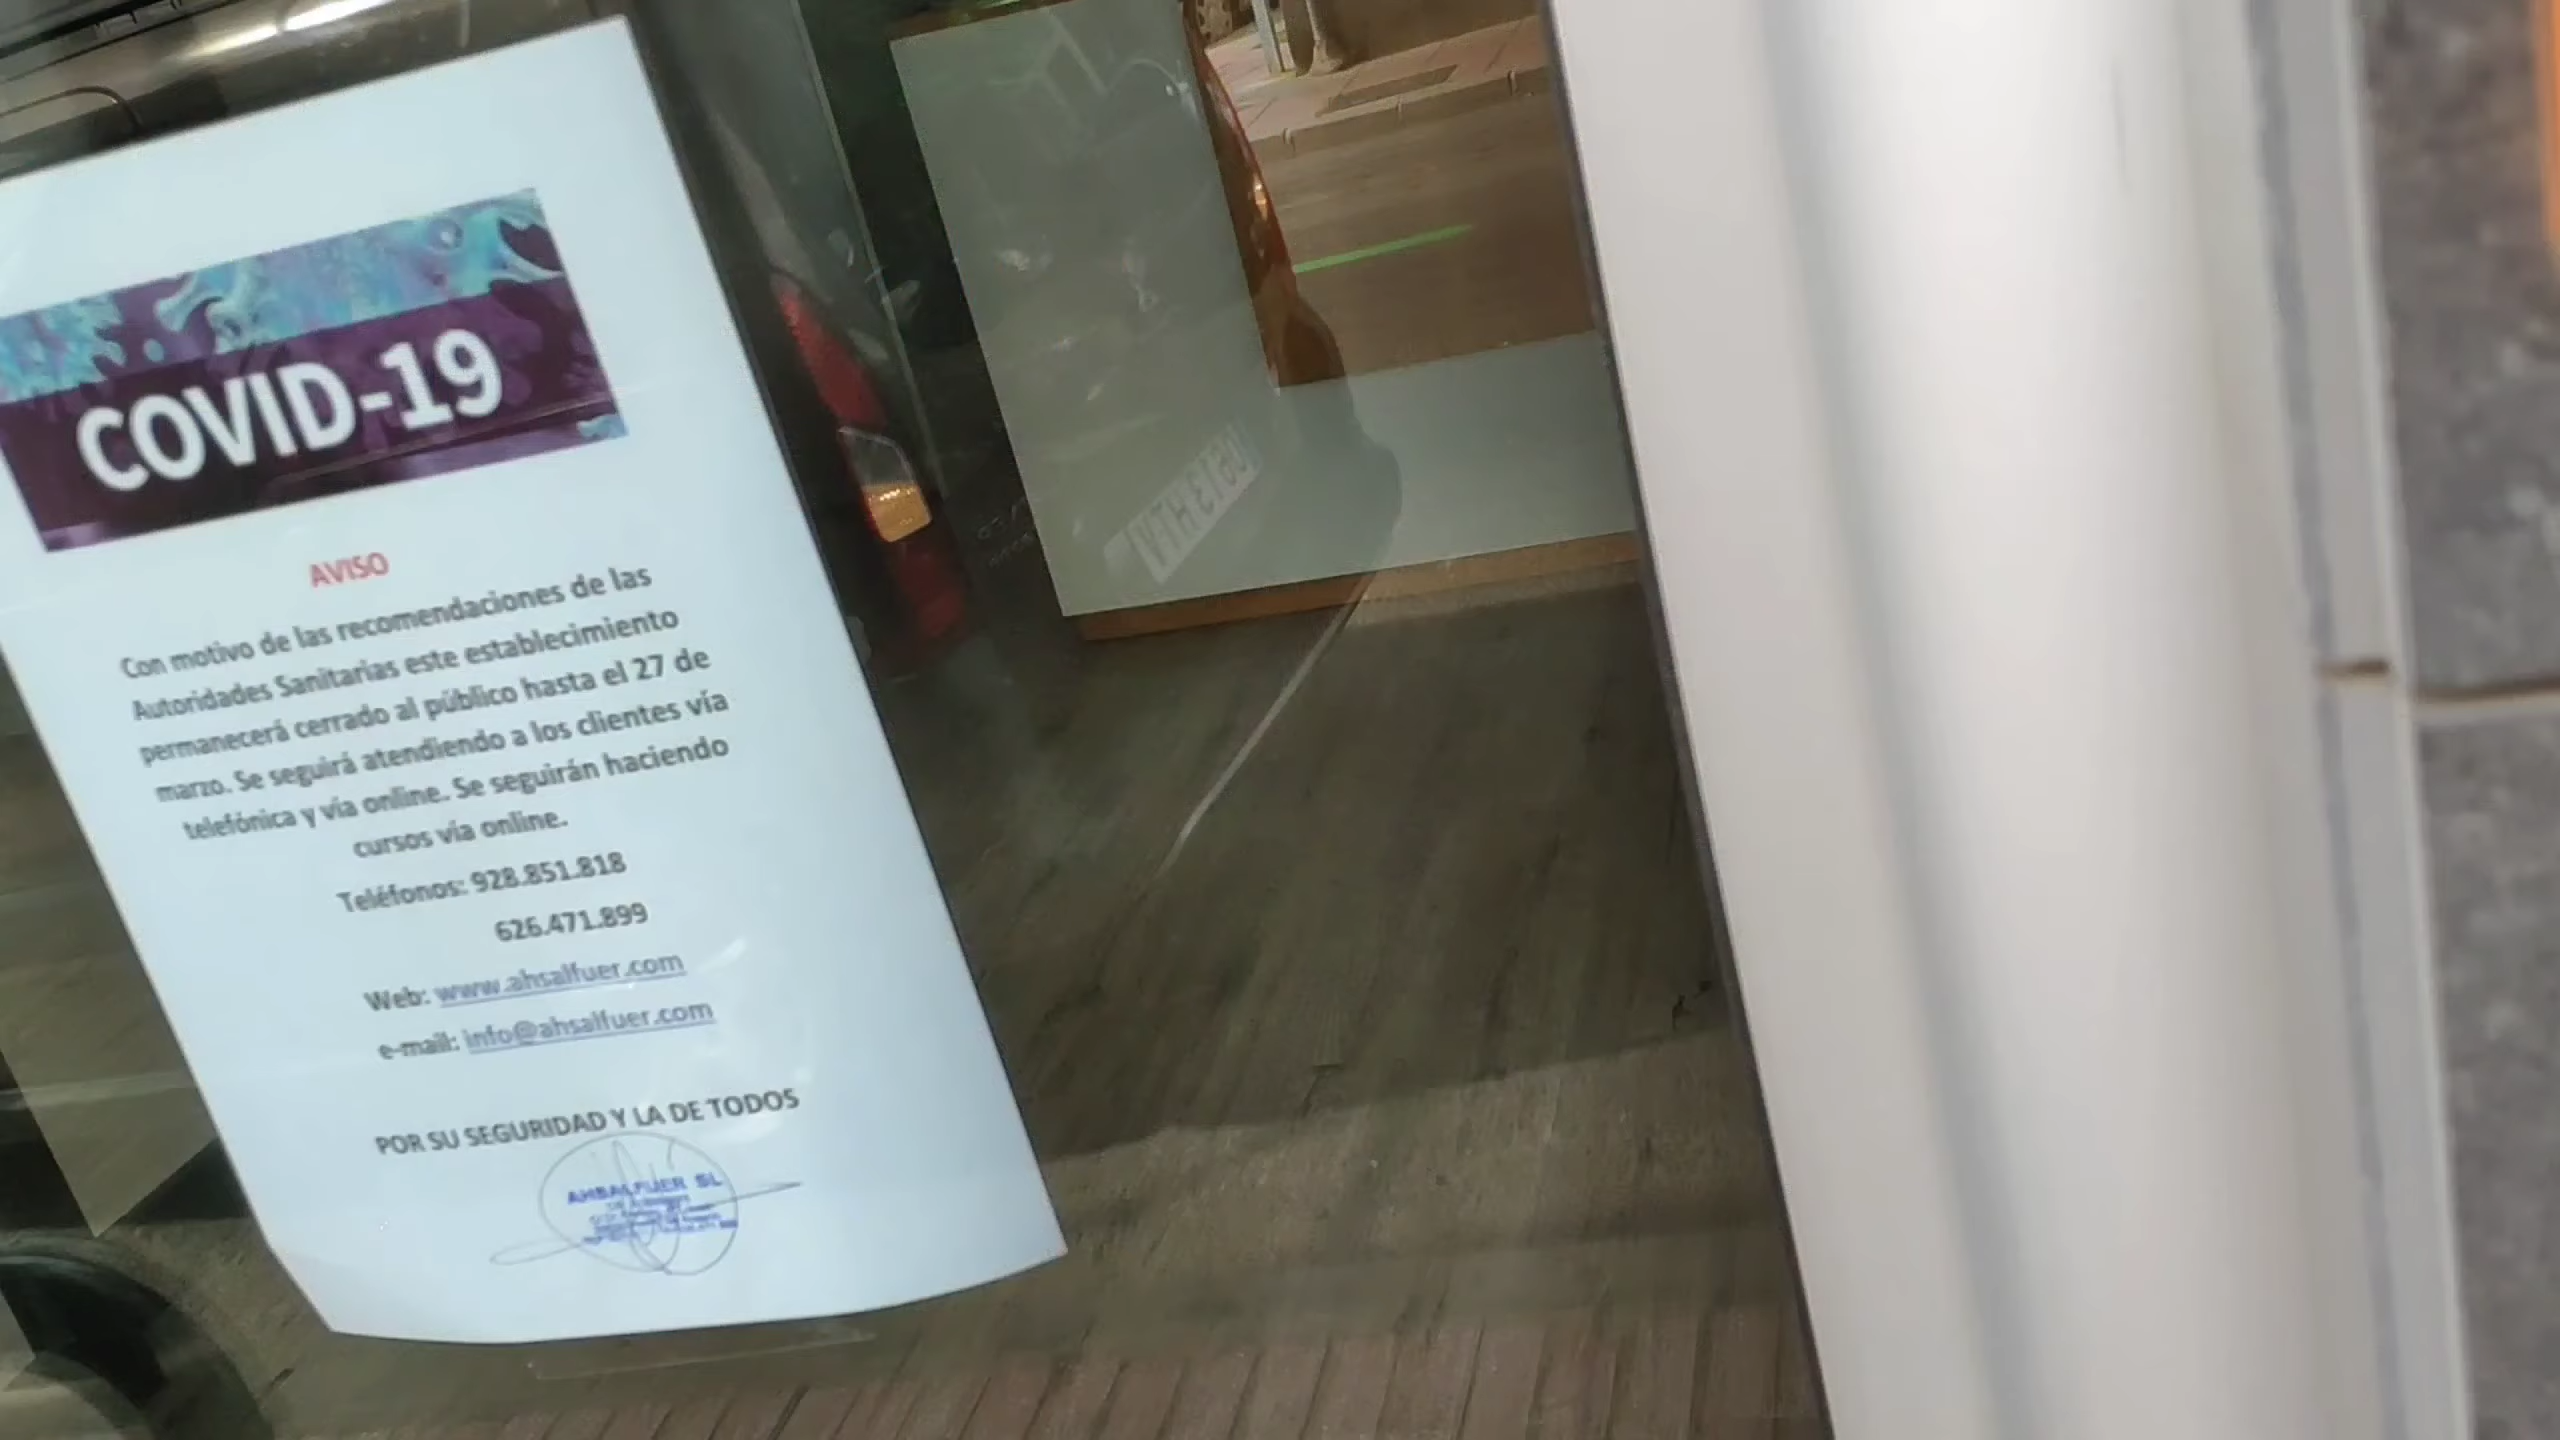 COVID-19
AVISO
Con motivo de las recomendaciones de las
Autoridades Sanitarias este establecimiento
permanecerá cerrado al público hasta el 27 de
marzo. Se seguirá atendiendo a los clientes vía
telefónica y vía online. Se seguirán haciendo
cursos vía online.
Teléfonos: 928.851.818
626.471.899
Web: www.ahsalfuer.com
e-mail: info@ahsalfuer.com
POR SU SEGURIDAD Y LA DE TODOS
AHSALFUER SL